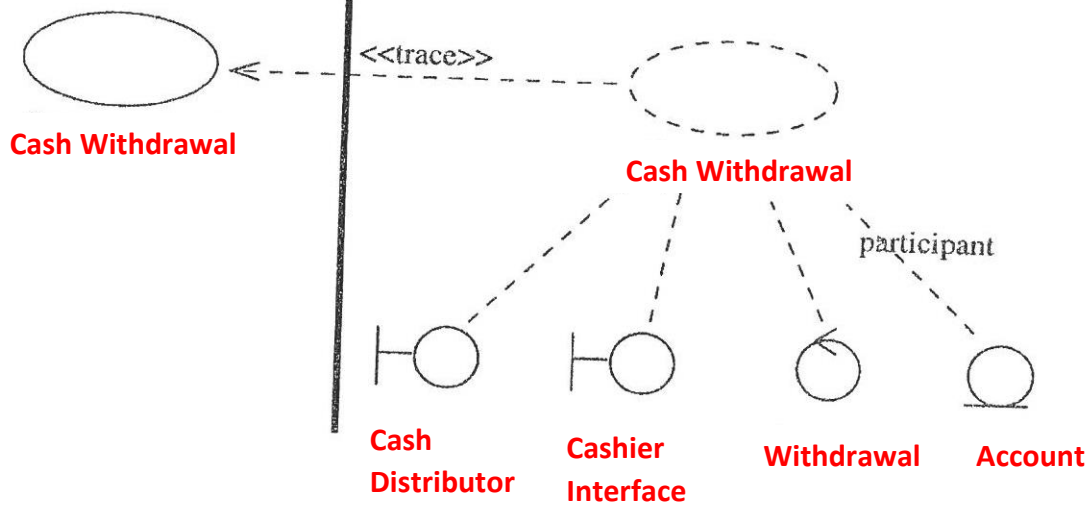 <<trace>>
Cash Withdrawal
Cash Withdrawal
participant
Cash
Distributor
Cashier
Interface
Withdrawal
Account